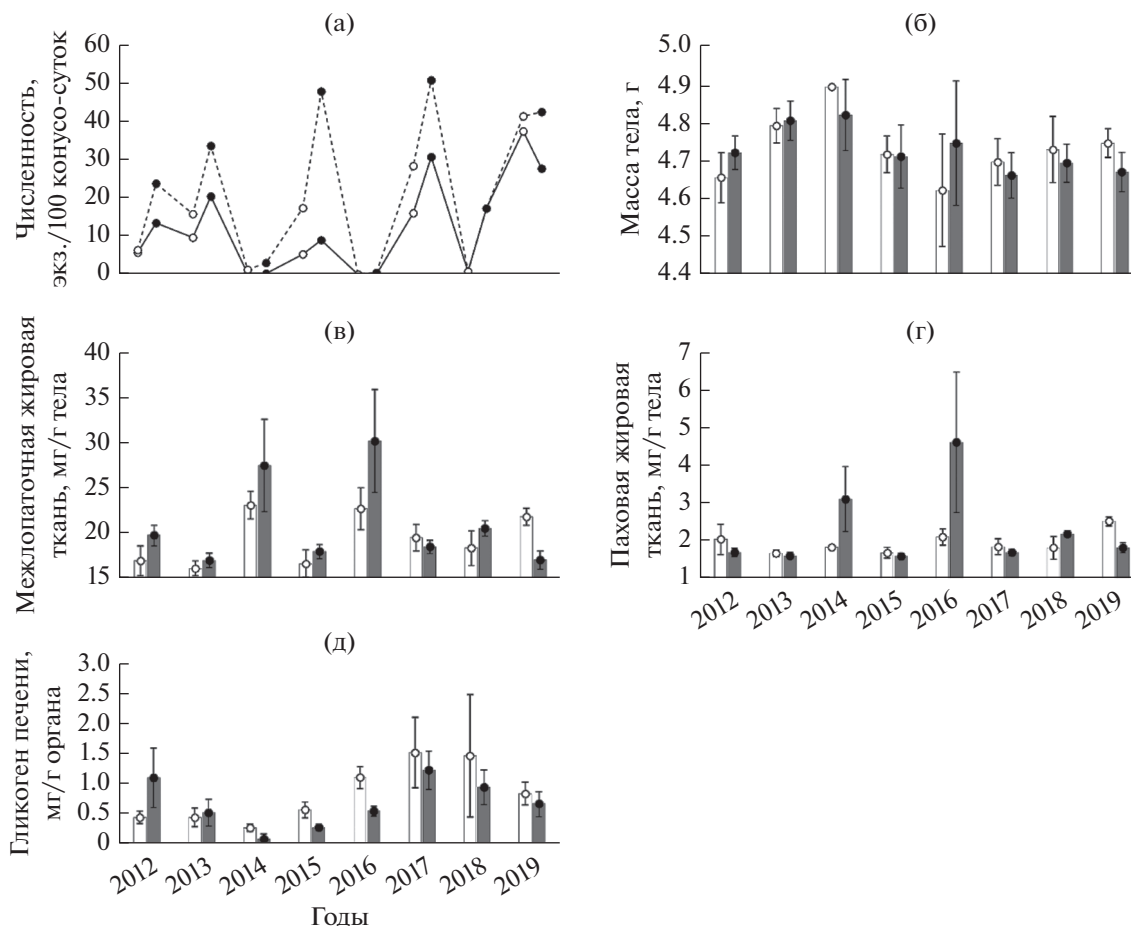 (а)
Численность,
экз./100 конусо-суток
60
50
40
30
20
10
0
(б)
Масса тела, г
5.0
4.9
4.8
4.7
4.6
4.5
4.4
(в)
Межлопаточная жировая
ткань, мг/г тела
40
35
30
25
20
15
(г)
Паховая жировая
ткань, мг/г тела
7
6
5
4
3
2
1
2012 2013 2014 2015 2016 2017 2018 2019
(д)
Гликоген печени,
мг/г органа
3.0
2.5
2.0
1.5
1.0
0.5
0
2012 2013 2014 2015 2016 2017 2018 2019
Годы